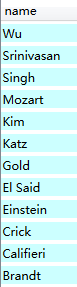 name
Wu
Srinivasan
Singh
Mozart
Kim
Katz
Gold
El Said
Einstein
Crick
Califieri
Brandt